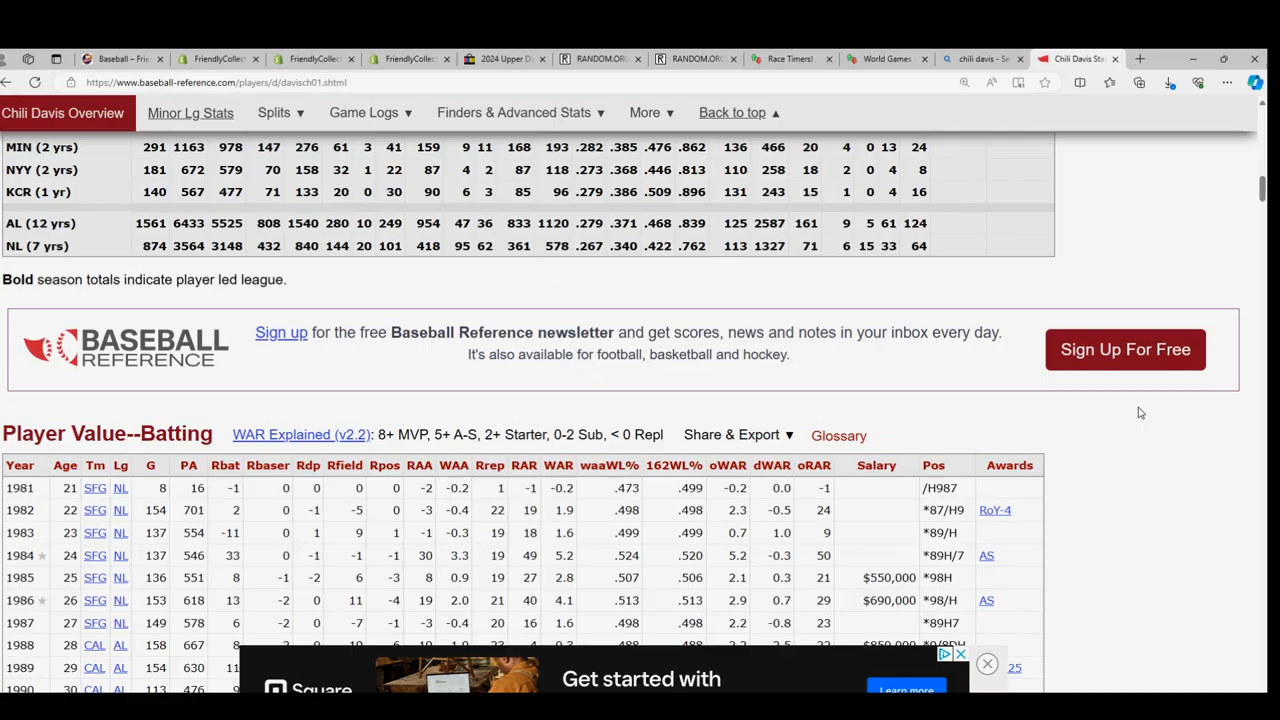 Baseball – Frie
FriendlyCollec
FriendlyCollec
FriendlyCollec
2024 Upper D
RANDOM.OR
RANDOM.OR
Race Timers!
World Games
chili davis - Se
Chili Davis Sta
https://www.baseball-reference.com/players/d/davisch01.shtml
Chili Davis Overview Minor Lg Stats Splits ▼ Game Logs ▼ Finders & Advanced Stats ▼ More ▼ Back to top ▲
MIN (2 yrs) 291 1163 978 147 276 61 3 41 159 9 11 168 193 .282 .385 .476 .862 136 466 20 4 0 13 24
NYY (2 yrs) 181 672 579 70 158 32 1 22 87 4 2 87 118 .273 .368 .446 .813 110 258 18 2 0 4 8
KCR (1 yr) 140 567 477 71 133 20 0 30 90 6 3 85 96 .279 .386 .509 .896 131 243 15 1 0 4 16
AL (12 yrs) 1561 6433 5525 808 1540 280 10 249 954 47 36 833 1120 .279 .371 .468 .839 125 2587 161 9 5 61 124
NL (7 yrs) 874 3564 3148 432 840 144 20 101 418 95 62 361 578 .267 .340 .422 .762 113 1327 71 6 15 33 64
Bold season totals indicate player led league.
BASEBALL REFERENCE
Sign up for the free Baseball Reference newsletter and get scores, news and notes in your inbox every day.
It's also available for football, basketball and hockey.
Sign Up For Free
Player Value--Batting WAR Explained (v2.2): 8+ MVP, 5+ A-S, 2+ Starter, 0-2 Sub, < 0 Repl Share & Export ▼ Glossary
Year Age Tm Lg G PA Rbat Rbaser Rdp Rfield Rpos RAA WAA Rrep RAR WAR waaWL% 162WL% oWAR dWAR oRAR Salary Pos Awards
1981 21 SFG NL 8 16 -1 0 0 0 0 -2 -0.2 1 -1 -0.2 .473 .499 -0.2 0.0 -1 /H987
1982 22 SFG NL 154 701 2 0 -1 -5 0 -3 -0.4 22 19 1.9 .498 .498 2.3 -0.5 24 *87/H9 RoY-4
1983 23 SFG NL 137 554 -11 0 1 9 1 -1 -0.3 19 18 1.6 .499 .499 0.7 1.0 9 *89/H
1984 24 SFG NL 137 546 33 0 -1 -1 -1 30 3.3 19 49 5.2 .524 .520 5.2 -0.3 50 *89H/7 AS
1985 25 SFG NL 136 551 8 -1 -2 6 -3 8 0.9 19 27 2.8 .507 .506 2.1 0.3 21 $550,000 *98H
1986 26 SFG NL 153 618 13 -2 0 11 -4 19 2.0 21 40 4.1 .513 .513 2.9 0.7 29 $690,000 *98/H AS
1987 27 SFG NL 149 578 6 0 0 -7 -1 -3 -0.4 20 16 1.6 .498 .498 2.2 -0.8 23 *89H7
1988 28 CAL AL 158 667
1989 29 CAL AL 154 630 11 25
1990 30 CAL AL 113 476
Square
Get started with
Learn more